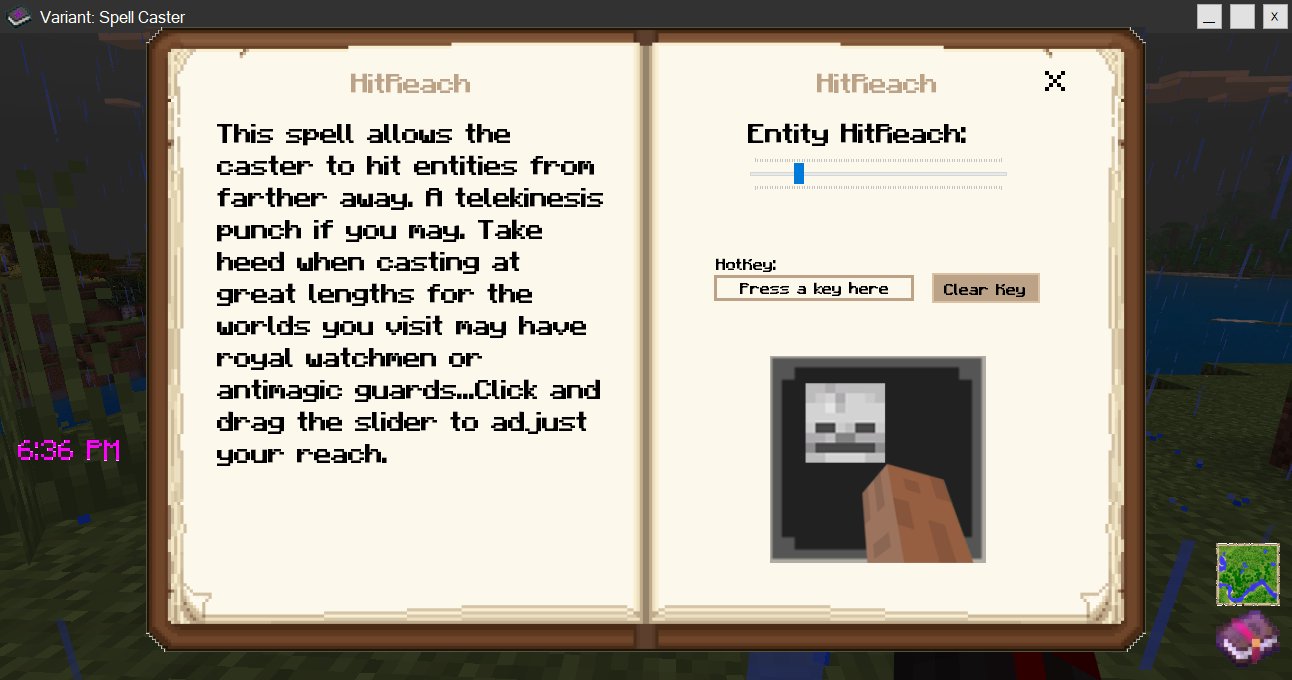 Variant: Spell Caster
HitReach
This spell allows the
caster to hit entities from
farther away. A telekinesis
punch if you may. Take
heed when casting at
great lengths for the
worlds you visit may have
royal watchmen or
antimagic guards...Click and
drag the slider to adjust
your reach.
HitReach
X
Entity HitReach:
HotKey:
Press a key here
Clear Key
6:36 PM